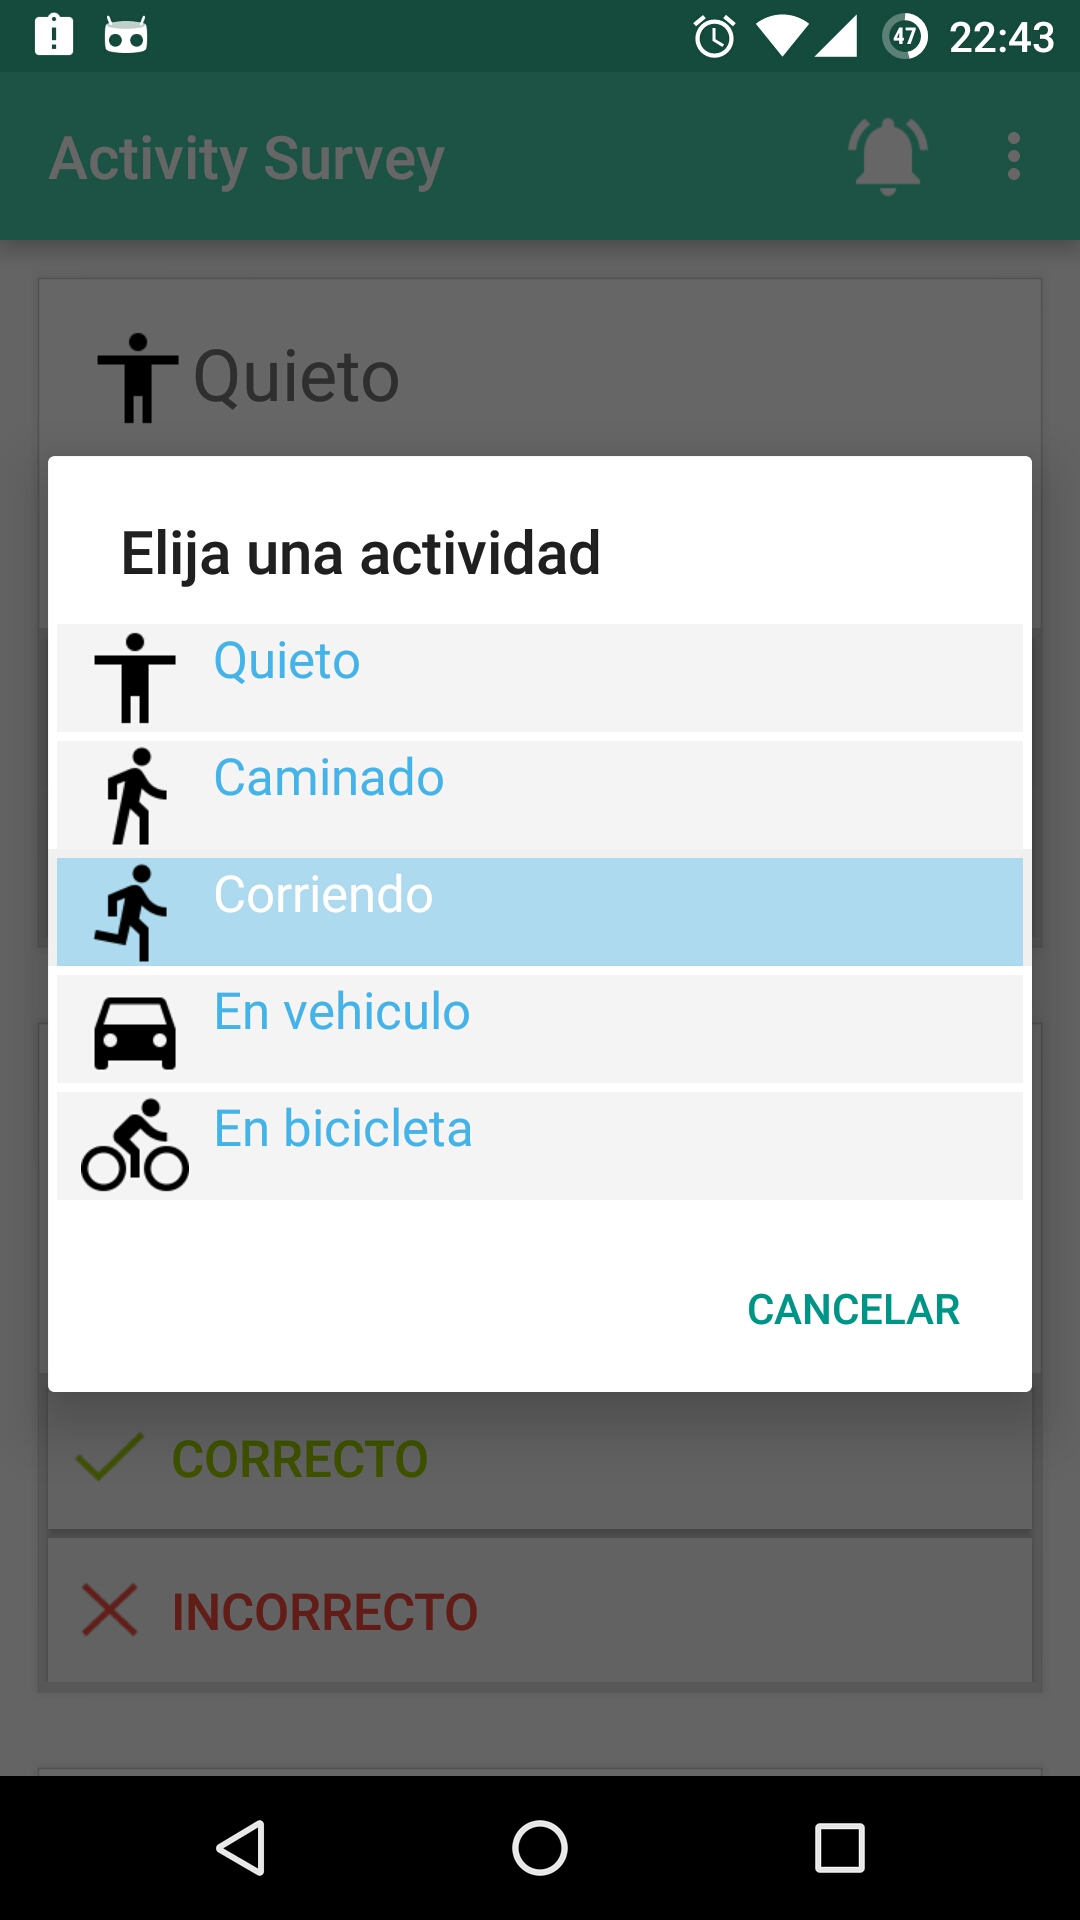 22:43
47
Activity Survey
Quieto
Elija una actividad
Quieto
Caminado
Corriendo
En vehiculo
En bicicleta
CANCELAR
CORRECTO
INCORRECTO